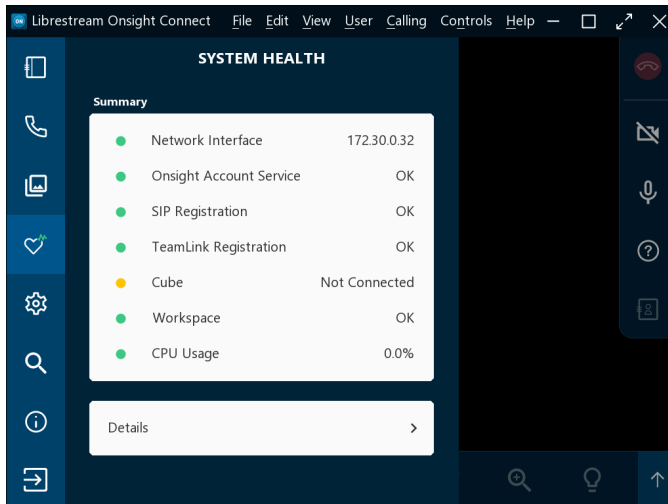 ON Librestream Onsight Connect File Edit View User Calling Controls Help
SYSTEM HEALTH
Summary
Network Interface 172.30.0.32
Onsight Account Service OK
SIP Registration OK
TeamLink Registration OK
Cube Not Connected
Workspace OK
CPU Usage 0.0%
Details